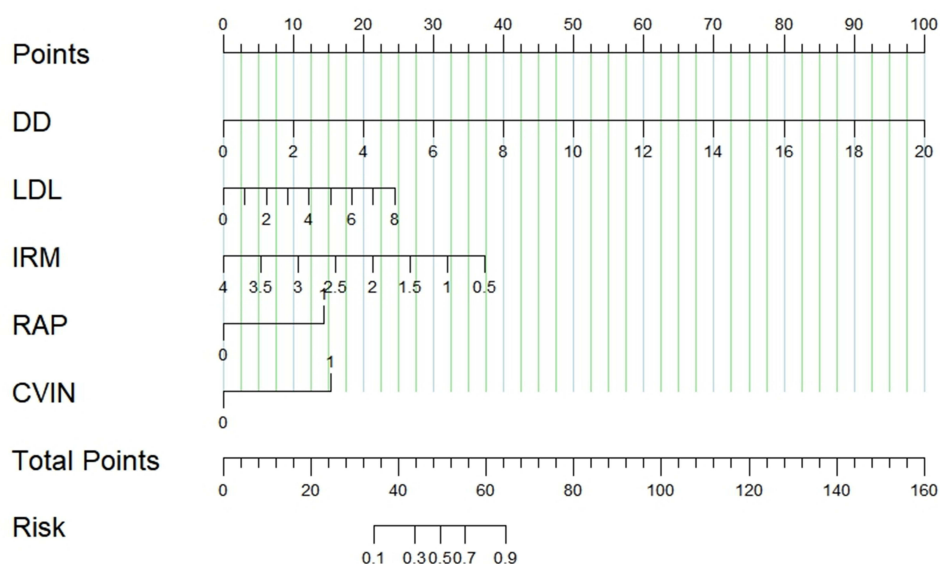 0 10 20 30 40 50 60 70 80 90 100
Points
DD
0 2 4 6 8 10 12 14 16 18 20
LDL
0 2 4 6 8
IRM
4 3.5 3 2.5 2 1.5 1 0.5
1
RAP
0
1
CVIN
0
Total Points
0 20 40 60 80 100 120 140 160
Risk
0.1 0.3 0.5 0.7 0.9